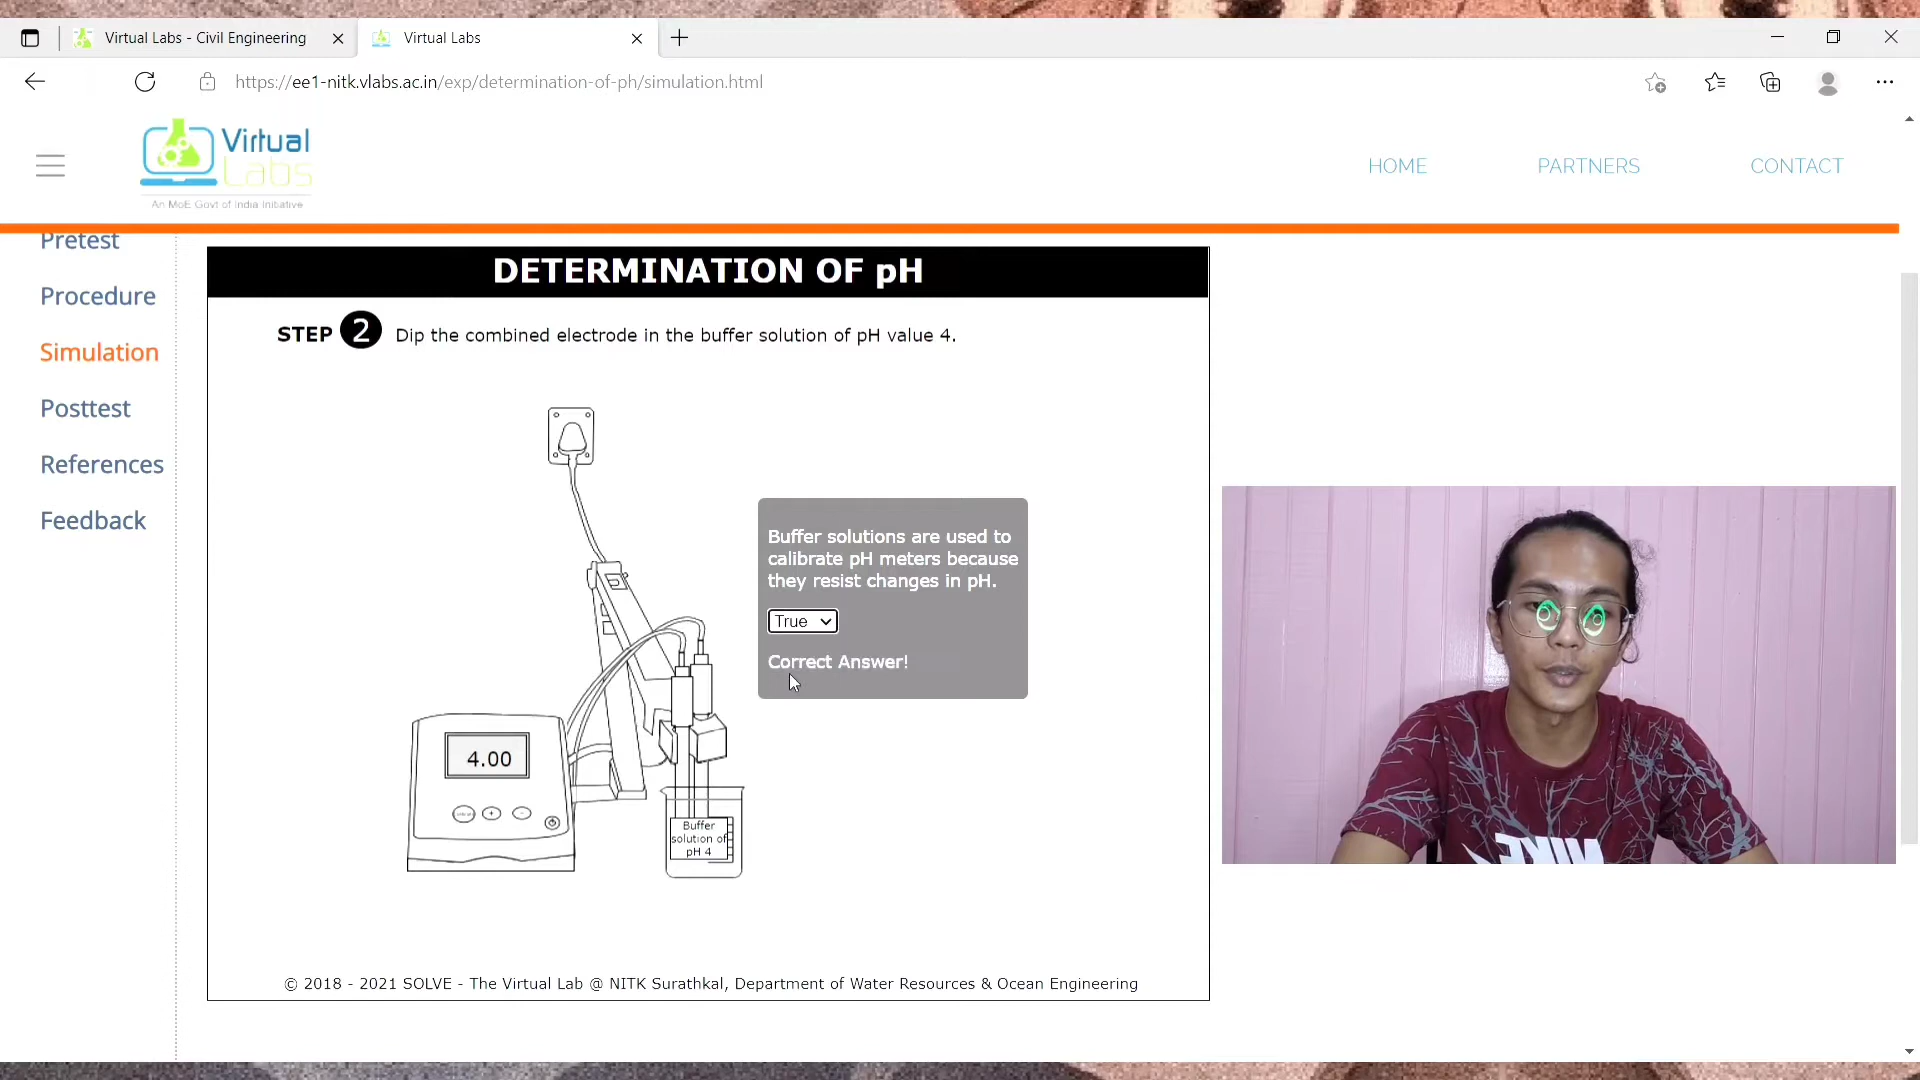 Virtual Labs - Civil Engineering
Virtual Labs
https://ee1-nitk.vlabs.ac.in/exp/determination-of-ph/simulation.html
Virtual
Labs
An MoE Govt of India Initiative
HOME
PARTNERS
CONTACT
Pretest
Procedure
Simulation
Posttest
References
Feedback
DETERMINATION OF pH
STEP 2 Dip the combined electrode in the buffer solution of pH value 4.
Buffer solutions are used to
calibrate pH meters because
they resist changes in pH.
True
Correct Answer!
4.00
Buffer
solution of
pH 4
NIKE
© 2018 - 2021 SOLVE - The Virtual Lab @ NITK Surathkal, Department of Water Resources & Ocean Engineering